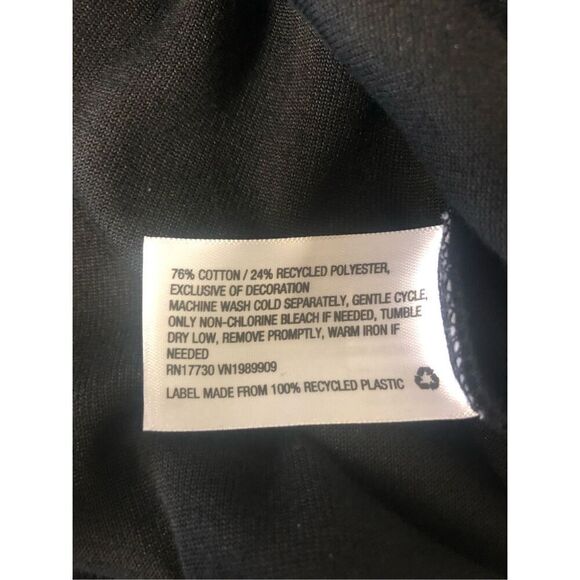 76% COTTON / 24% RECYCLED POLYESTER,
EXCLUSIVE OF DECORATION
MACHINE WASH COLD SEPARATELY, GENTLE CYCLE,
ONLY NON-CHLORINE BLEACH IF NEEDED, TUMBLE
DRY LOW, REMOVE PROMPTLY, WARM IRON IF
NEEDED
RN17730 VN1989909
LABEL MADE FROM 100% RECYCLED PLASTIC